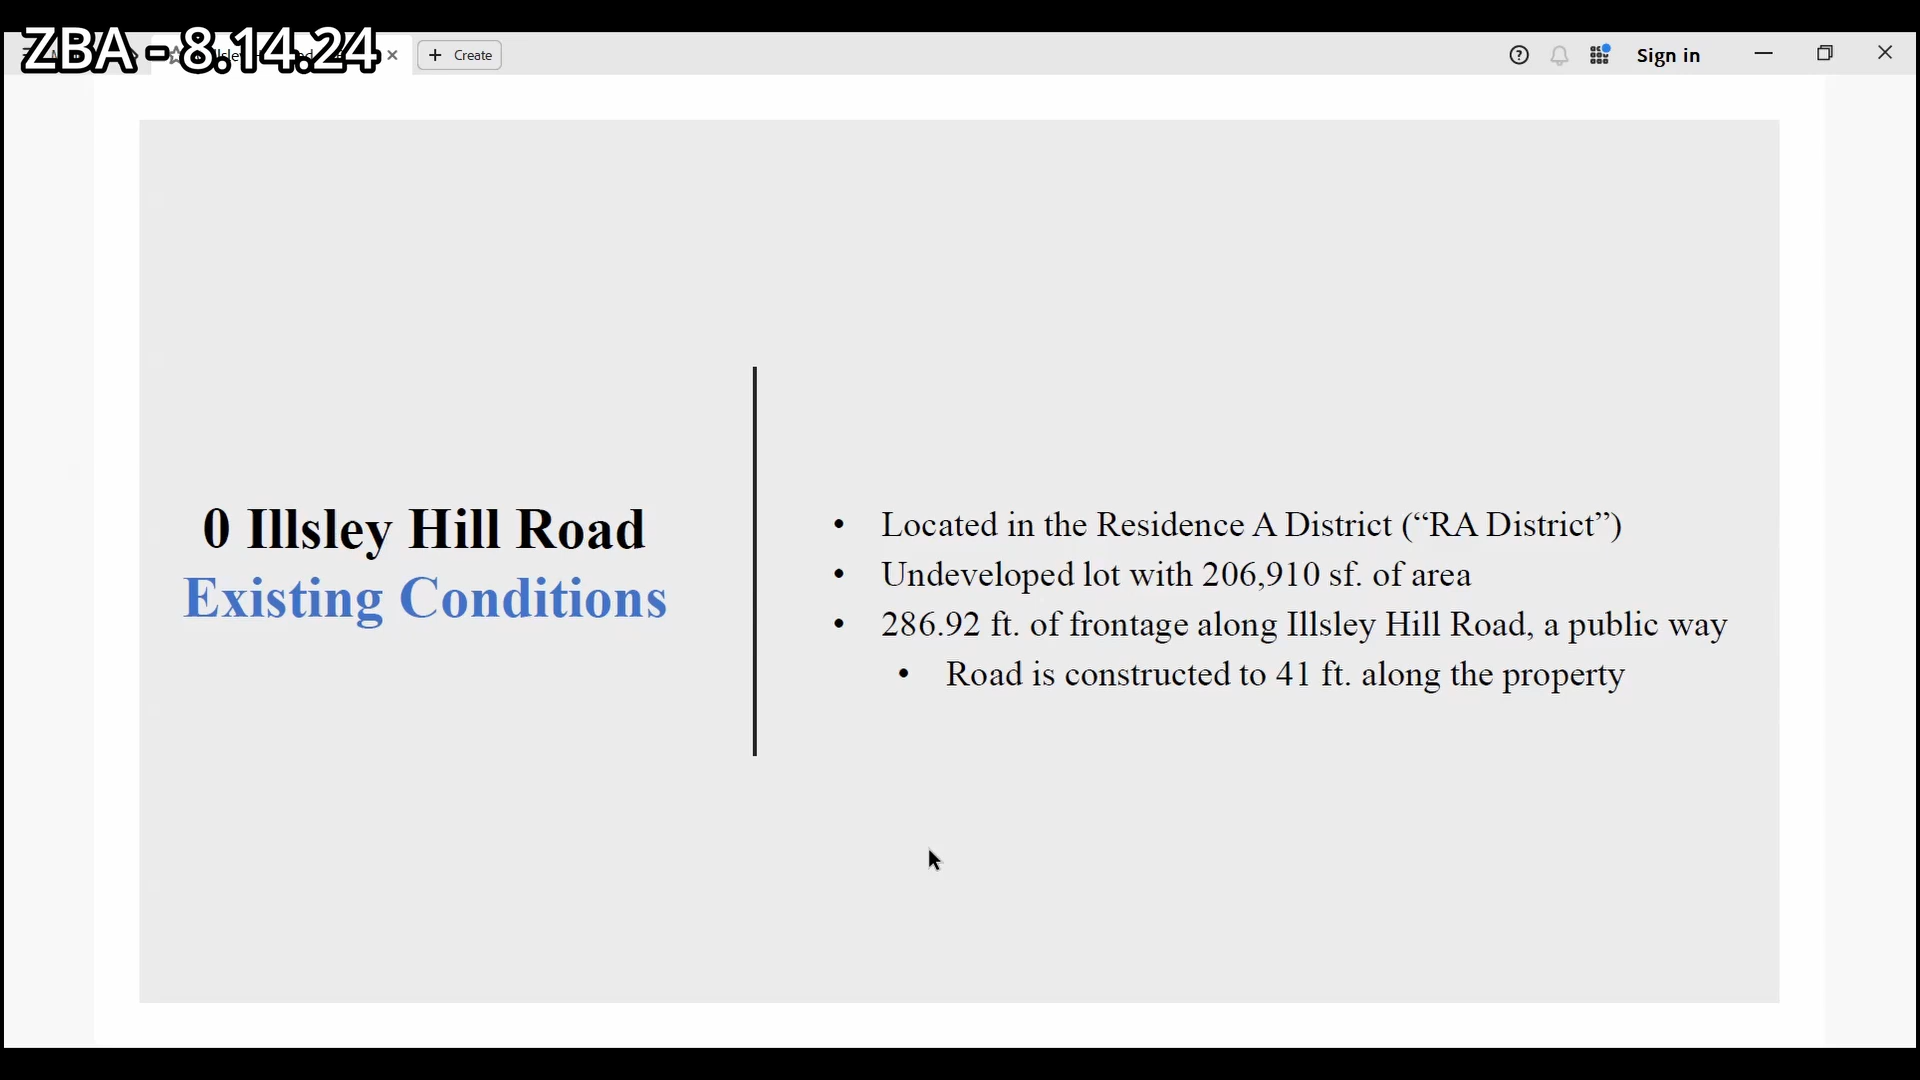 ZBA - 8.14.24
Create
Sign in
0 Illsley Hill Road
Existing Conditions
• Located in the Residence A District (“RA District”)
• Undeveloped lot with 206,910 sf. of area
• 286.92 ft. of frontage along Illsley Hill Road, a public way
• Road is constructed to 41 ft. along the property